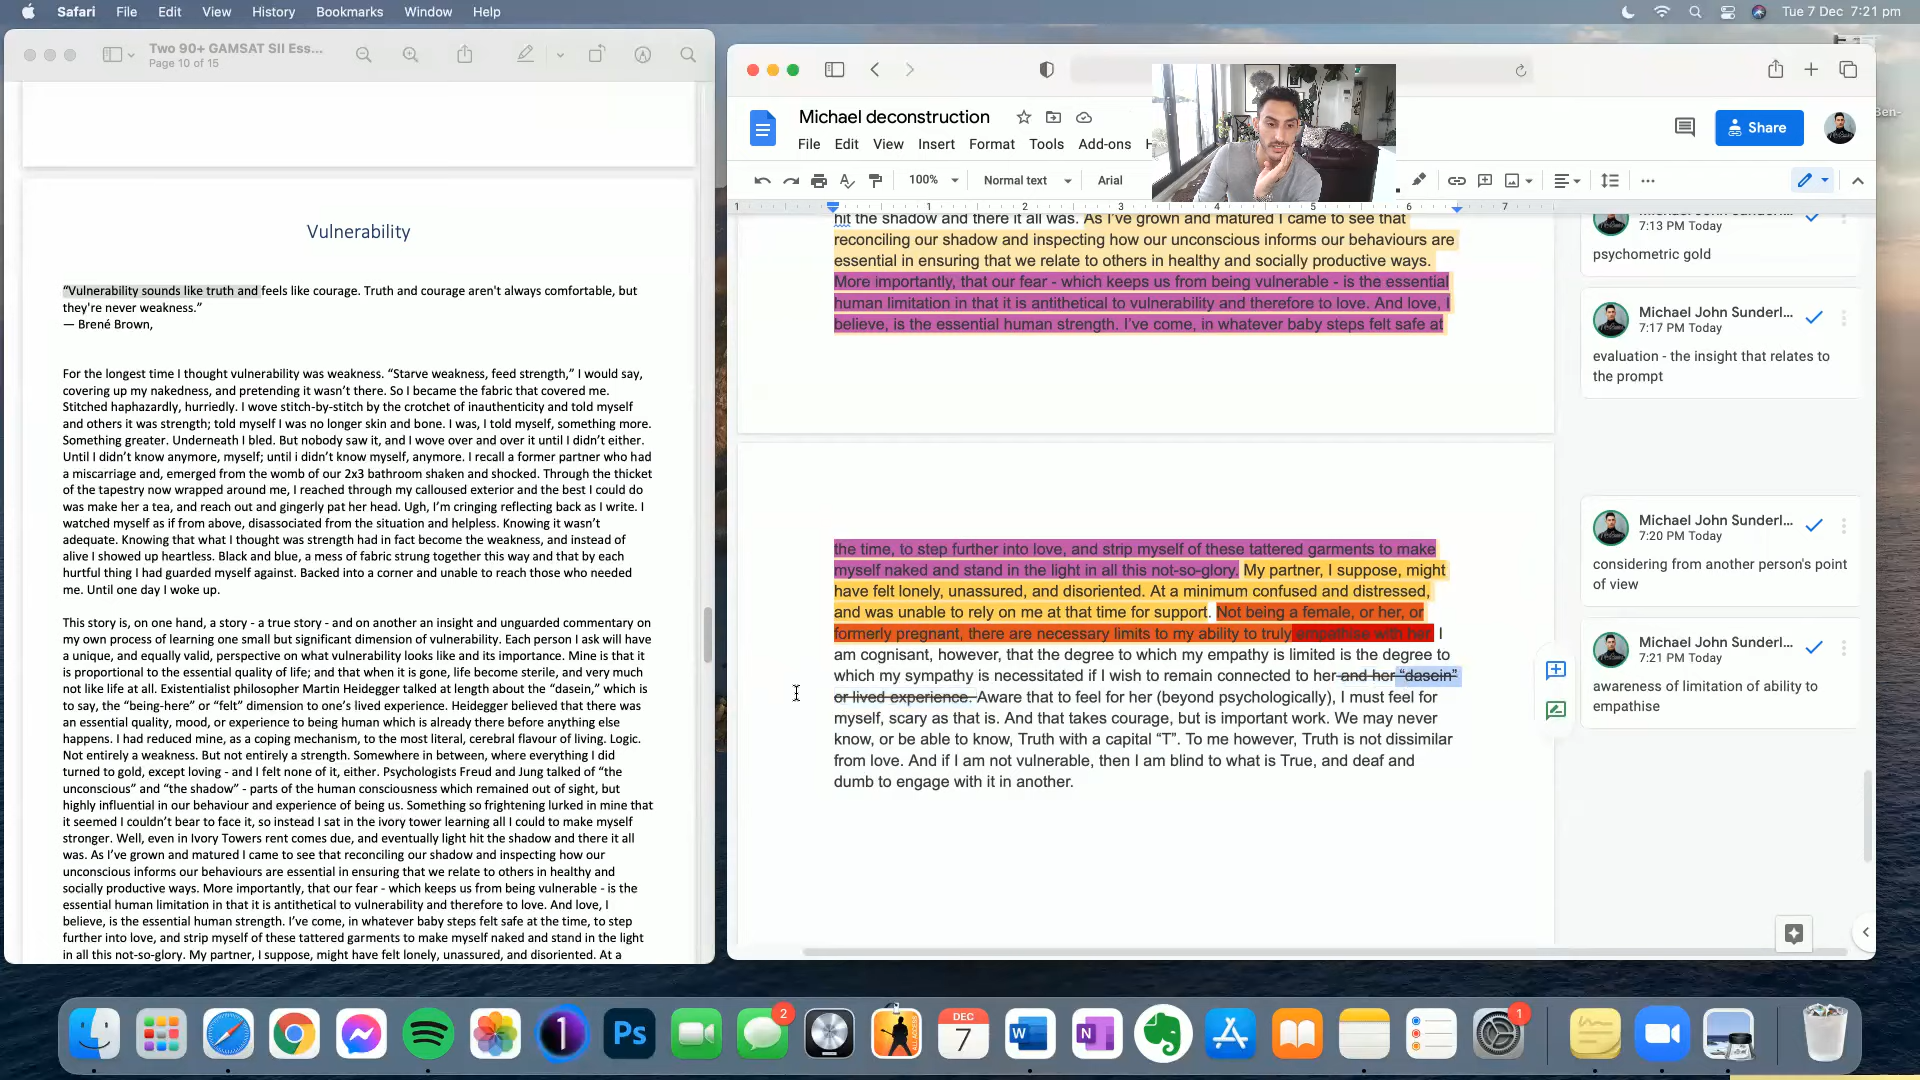 Safari File Edit View History Bookmarks Window Help
Tue 7 Dec 7:21 pm
Two 90+ GAMSAT SII Ess...
Page 10 of 15
Vulnerability
“Vulnerability sounds like truth and feels like courage. Truth and courage aren't always comfortable, but
they're never weakness.”
— Brené Brown,
For the longest time I thought vulnerability was weakness. “Starve weakness, feed strength,” I would say,
covering up my nakedness, and pretending it wasn’t there. So I became the fabric that covered me.
Stitched haphazardly, hurriedly. I wove stitch-by-stitch by the crotchet of inauthenticity and told myself
and others it was strength; told myself I was no longer skin and bone. I was, I told myself, something more.
Something greater. Underneath I bled. But nobody saw it, and I wove over and over it until I didn’t either.
Until I didn’t know anymore, myself; until i didn’t know myself, anymore. I recall a former partner who had
a miscarriage and, emerged from the womb of our 2x3 bathroom shaken and shocked. Through the thicket
of the tapestry now wrapped around me, I reached through my calloused exterior and the best I could do
was make her a tea, and reach out and gingerly pat her head. Ugh, I’m cringing reflecting back as I write. I
watched myself as if from above, disassociated from the situation and helpless. Knowing it wasn’t
adequate. Knowing that what I thought was strength had in fact become the weakness, and instead of
alive I showed up heartless. Black and blue, a mess of fabric strung together this way and that by each
hurtful thing I had guarded myself against. Backed into a corner and unable to reach those who needed
me. Until one day I woke up.
This story is, on one hand, a story - a true story - and on another an insight and unguarded commentary on
my own process of learning one small but significant dimension of vulnerability. Each person I ask will have
a unique, and equally valid, perspective on what vulnerability looks like and its importance. Mine is that it
is proportional to the essential quality of life; and that when it is gone, life become sterile, and very much
not like life at all. Existentialist philosopher Martin Heidegger talked at length about the “dasein,” which is
to say, the “being-here” or “felt” dimension to one’s lived experience. Heidegger believed that there was
an essential quality, mood, or experience to being human which is already there before anything else
happens. I had reduced mine, as a coping mechanism, to the most literal, cerebral flavour of living. Logic.
Not entirely a weakness. But not entirely a strength. Somewhere in between, where everything I did
turned to gold, except loving - and I felt none of it, either. Psychologists Freud and Jung talked of “the
unconscious” and “the shadow” - parts of the human consciousness which remained out of sight, but
highly influential in our behaviour and experience of being us. Something so frightening lurked in mine that
it seemed I couldn’t bear to face it, so instead I sat in the ivory tower learning all I could to make myself
stronger. Well, even in Ivory Towers rent comes due, and eventually light hit the shadow and there it all
was. As I’ve grown and matured I came to see that reconciling our shadow and inspecting how our
unconscious informs our behaviours are essential in ensuring that we relate to others in healthy and
socially productive ways. More importantly, that our fear - which keeps us from being vulnerable - is the
essential human limitation in that it is antithetical to vulnerability and therefore to love. And love, I
believe, is the essential human strength. I’ve come, in whatever baby steps felt safe at the time, to step
further into love, and strip myself of these tattered garments to make myself naked and stand in the light
in all this not-so-glory. My partner, I suppose, might have felt lonely, unassured, and disoriented. At a
Michael deconstruction
Share
File Edit View Insert Format Tools Add-ons H
100% Normal text Arial
1 1 2 3 4 5 6 7
hit the shadow and there it all was. As I’ve grown and matured I came to see that
reconciling our shadow and inspecting how our unconscious informs our behaviours are
essential in ensuring that we relate to others in healthy and socially productive ways.
More importantly, that our fear - which keeps us from being vulnerable - is the essential
human limitation in that it is antithetical to vulnerability and therefore to love. And love, I
believe, is the essential human strength. I’ve come, in whatever baby steps felt safe at
the time, to step further into love, and strip myself of these tattered garments to make
myself naked and stand in the light in all this not-so-glory. My partner, I suppose, might
have felt lonely, unassured, and disoriented. At a minimum confused and distressed,
and was unable to rely on me at that time for support. Not being a female, or her, or
formerly pregnant, there are necessary limits to my ability to truly empathise with her. I
am cognisant, however, that the degree to which my empathy is limited is the degree to
which my sympathy is necessitated if I wish to remain connected to her and her “dasein”
or lived experience. Aware that to feel for her (beyond psychologically), I must feel for
myself, scary as that is. And that takes courage, but is important work. We may never
know, or be able to know, Truth with a capital “T”. To me however, Truth is not dissimilar
from love. And if I am not vulnerable, then I am blind to what is True, and deaf and
dumb to engage with it in another.
7:13 PM Today
psychometric gold
Michael John Sunderl...
7:17 PM Today
evaluation - the insight that relates to
the prompt
Michael John Sunderl...
7:20 PM Today
considering from another person's point
of view
Michael John Sunderl...
7:21 PM Today
awareness of limitation of ability to
empathise
Ben-
2
DEC
7
1
1
Ps
W
N